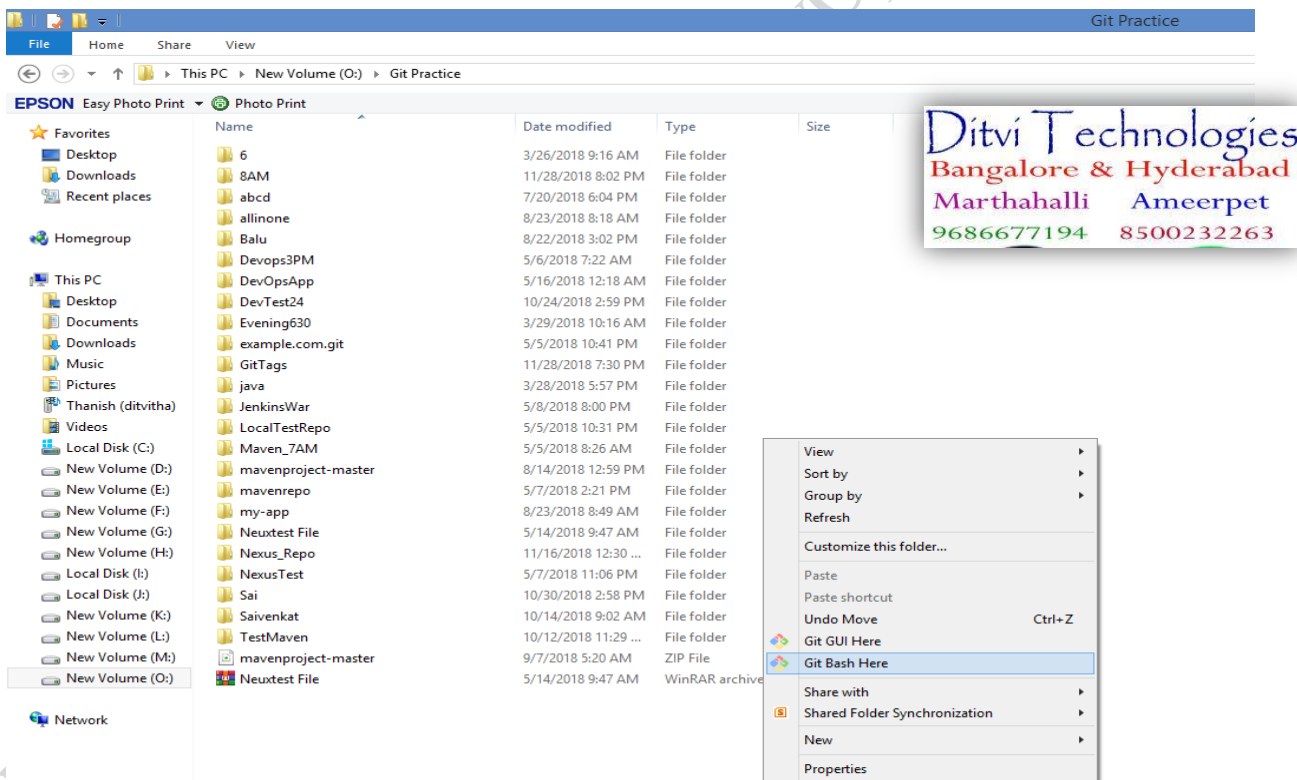 Git Practice
File Home Share View
This PC New Volume (O:) Git Practice
EPSON Easy Photo Print Photo Print
Favorites
Desktop
Downloads
Recent places
Homegroup
This PC
Desktop
Documents
Downloads
Music
Pictures
Thanish (ditvitha)
Videos
Local Disk (C:)
New Volume (D:)
New Volume (E:)
New Volume (F:)
New Volume (G:)
New Volume (H:)
Local Disk (I:)
Local Disk (J:)
New Volume (K:)
New Volume (L:)
New Volume (M:)
New Volume (O:)
Network
Name Date modified Type Size
6 3/26/2018 9:16 AM File folder
8AM 11/28/2018 8:02 PM File folder
abcd 7/20/2018 6:04 PM File folder
allinone 8/23/2018 8:18 AM File folder
Balu 8/22/2018 3:02 PM File folder
Devops3PM 5/6/2018 7:22 AM File folder
DevOpsApp 5/16/2018 12:18 AM File folder
DevTest24 10/24/2018 2:59 PM File folder
Evening630 3/29/2018 10:16 AM File folder
example.com.git 5/5/2018 10:41 PM File folder
GitTags 11/28/2018 7:30 PM File folder
java 3/28/2018 5:57 PM File folder
JenkinsWar 5/8/2018 8:00 PM File folder
LocalTestRepo 5/5/2018 10:31 PM File folder
Maven_7AM 5/5/2018 8:26 AM File folder
mavenproject-master 8/14/2018 12:59 PM File folder
mavenrepo 5/7/2018 2:21 PM File folder
my-app 8/23/2018 8:49 AM File folder
Neuxtest File 5/14/2018 9:47 AM File folder
Nexus_Repo 11/16/2018 12:30 ... File folder
NexusTest 5/7/2018 11:06 PM File folder
Sai 10/30/2018 2:58 PM File folder
Saivenkat 10/14/2018 9:02 AM File folder
TestMaven 10/12/2018 11:29 ... File folder
mavenproject-master 9/7/2018 5:20 AM ZIP File
Neuxtest File 5/14/2018 9:47 AM WinRAR archive
Ditvi Technologies
Bangalore & Hyderabad
Marthahalli Ameerpet
9686677194 8500232263
View
Sort by
Group by
Refresh
Customize this folder...
Paste
Paste shortcut
Undo Move Ctrl+Z
Git GUI Here
Git Bash Here
Share with
Shared Folder Synchronization
New
Properties